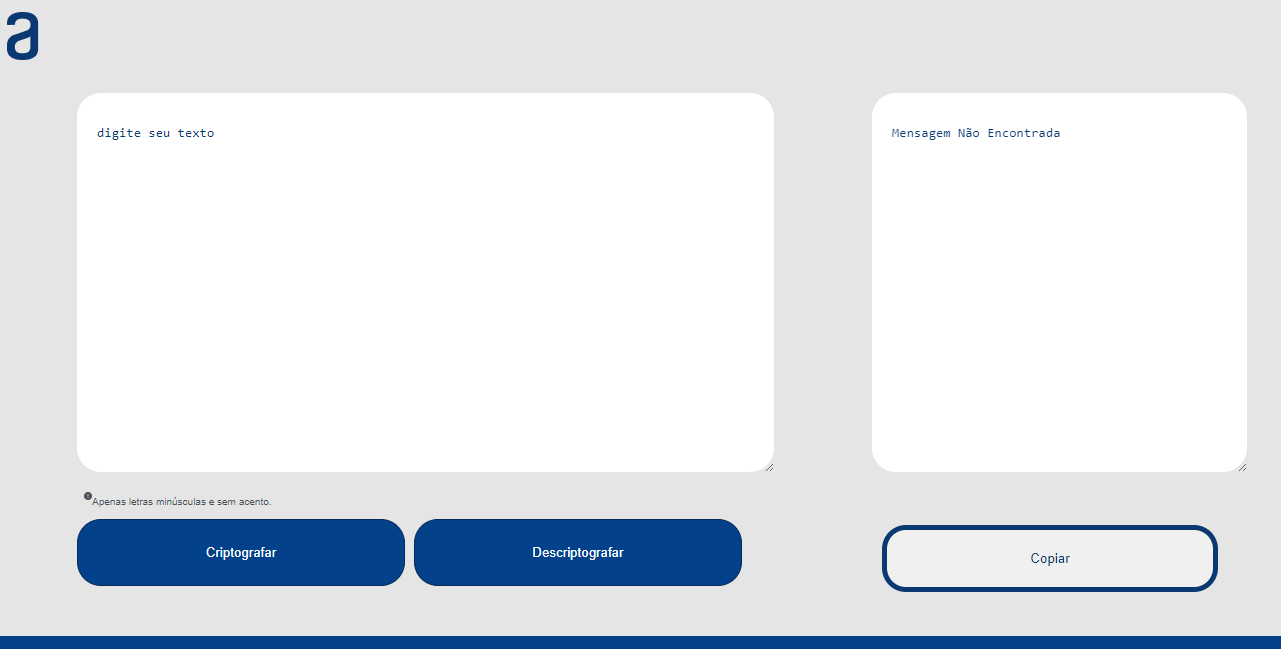 a
digite seu texto
Mensagem Não Encontrada
Apenas letras minúsculas e sem acento.
Criptografar
Descriptografar
Copiar